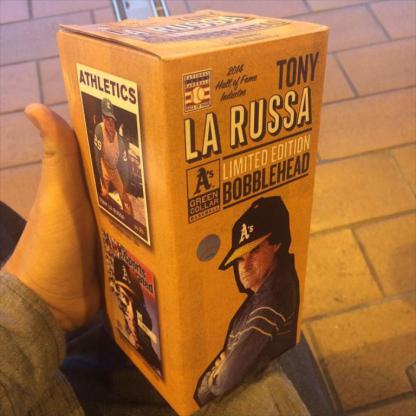 ATHLETICS
2014
Hall of Fame
Inductee
TONY
LA RUSSA
LIMITED EDITION
BOBBLEHEAD
A's
GREEN
COLLAR
BASEBALL
A's